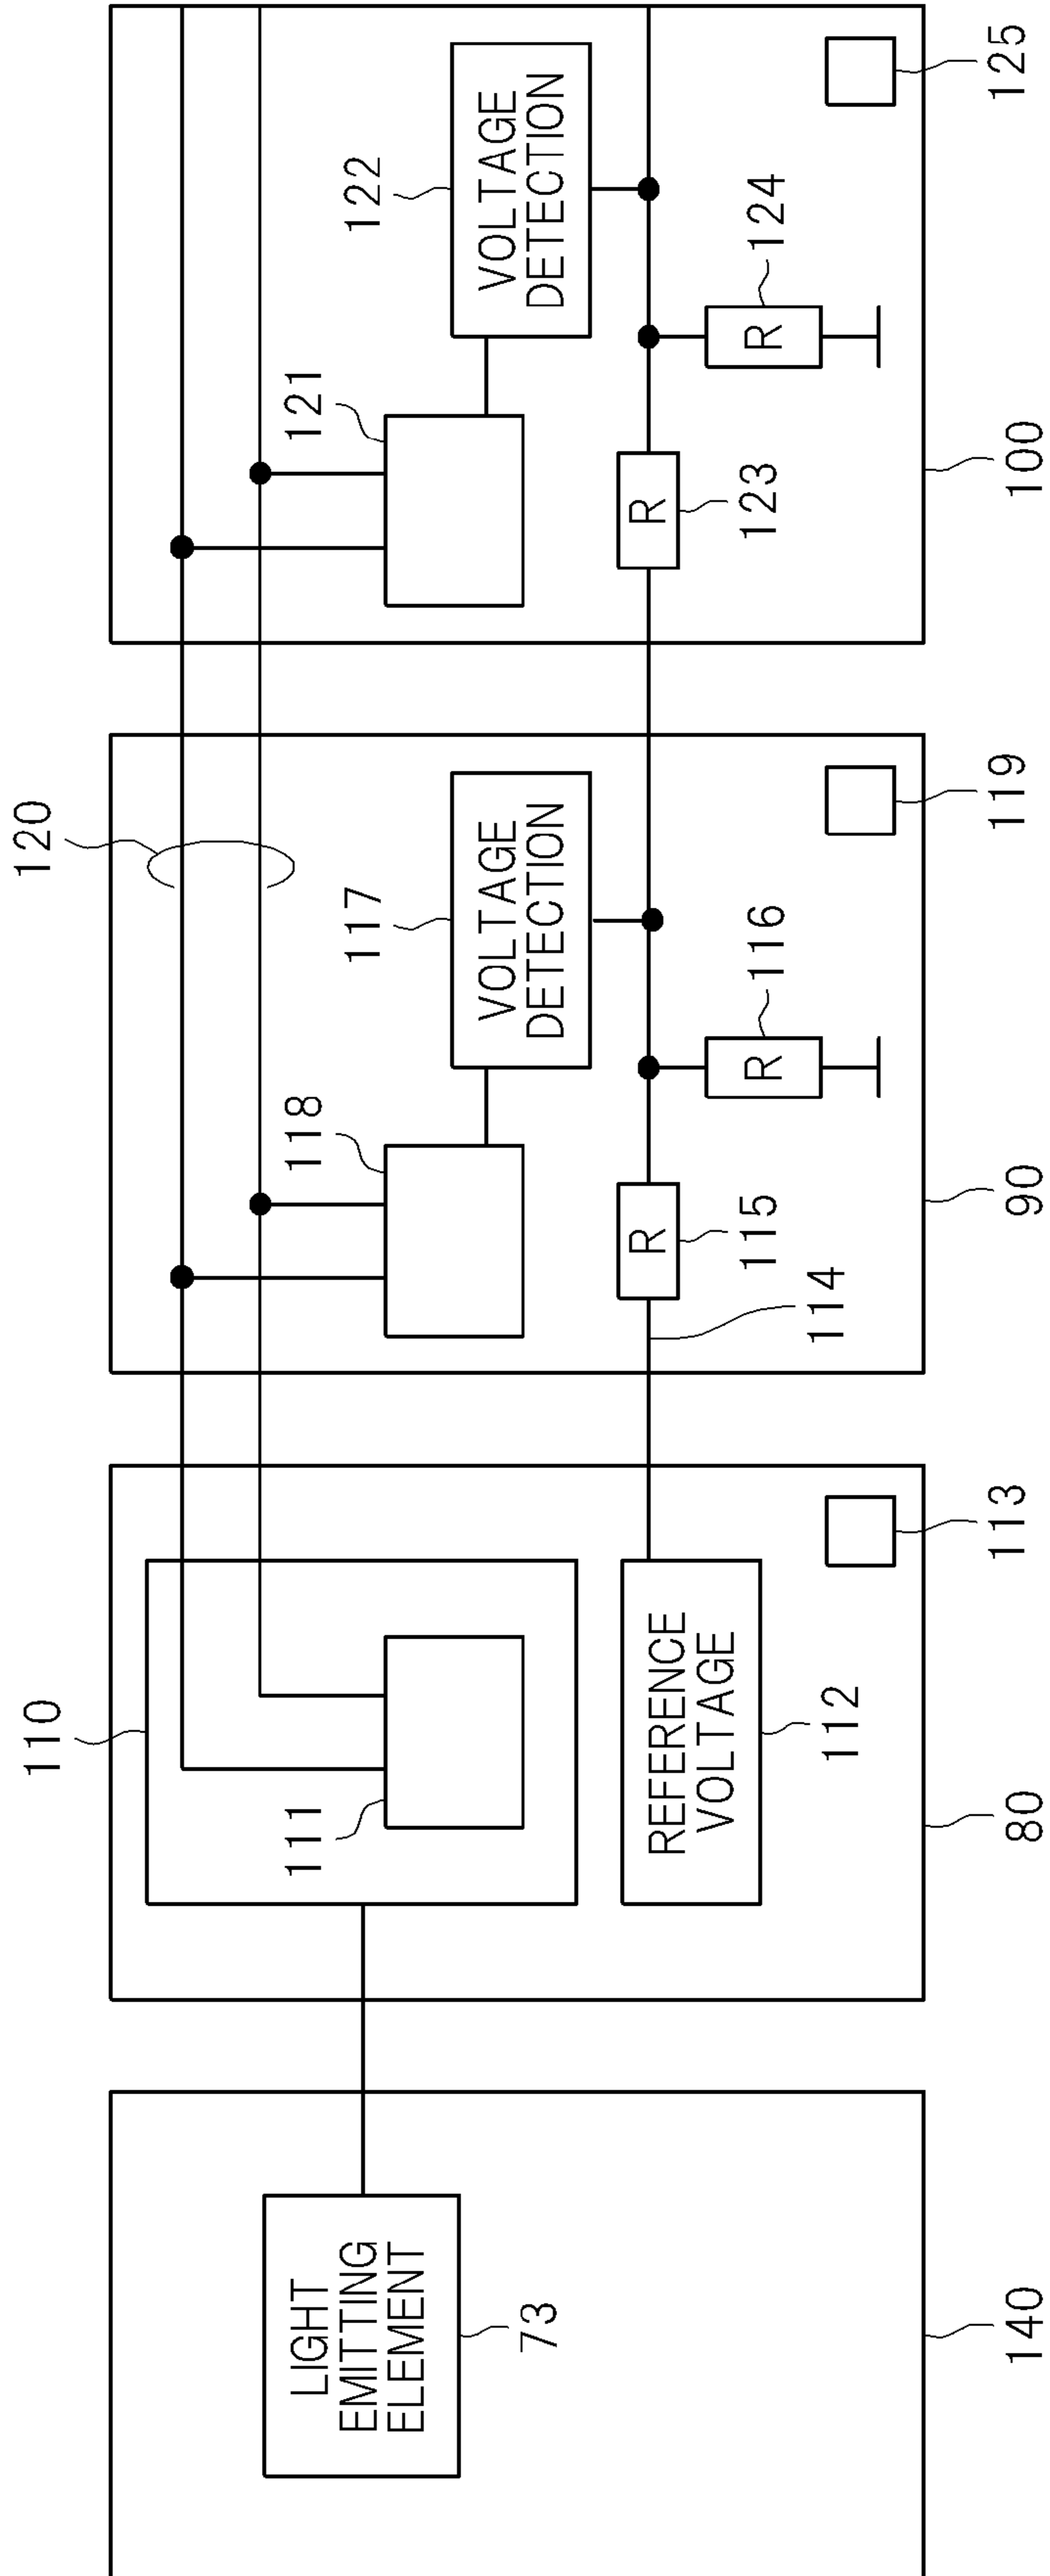 120
110
111
118
117
121
122
LIGHT
EMITTING
ELEMENT
73
REFERENCE
VOLTAGE
112
113
VOLTAGE
DETECTION
R
115
114
R
116
119
VOLTAGE
DETECTION
R
123
R
124
125
140
80
90
100